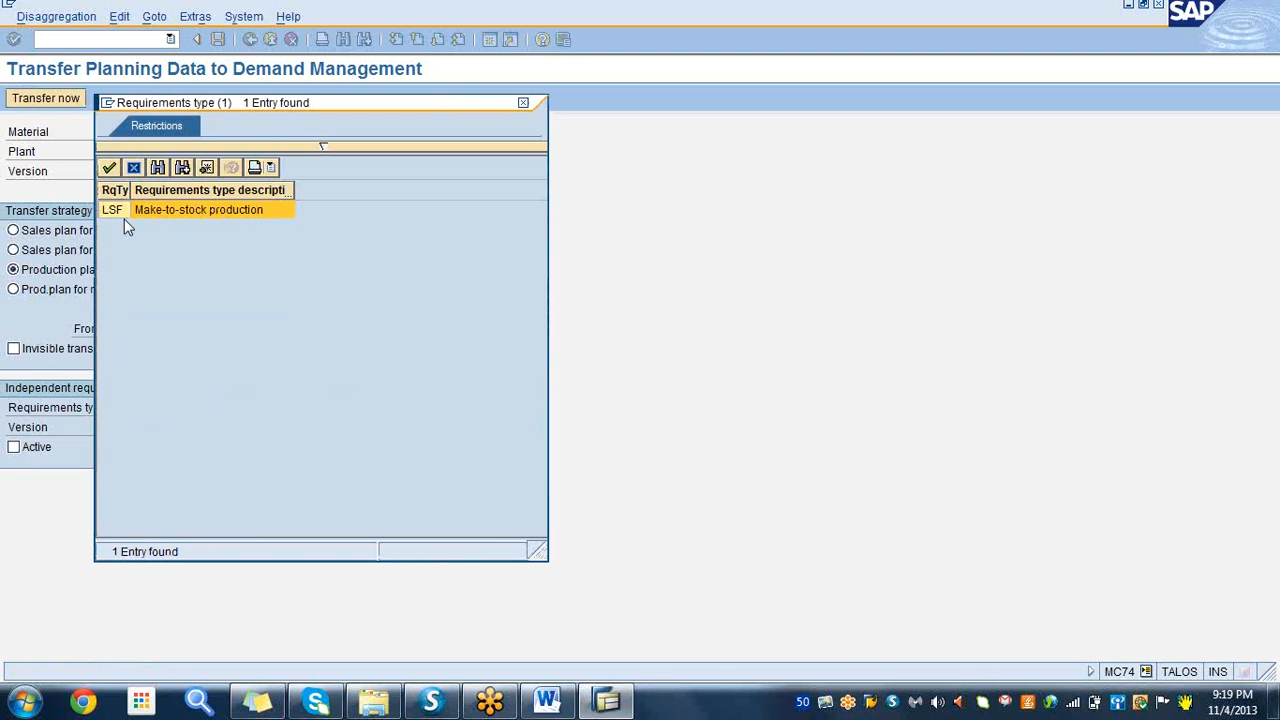 Disaggregation Edit Goto Extras System Help
SAP
Transfer Planning Data to Demand Management
Transfer now
Requirements type (1) 1 Entry found
Restrictions
Material
Plant
Version
RqTy Requirements type descripti...
LSF Make-to-stock production
Transfer strategy
Sales plan for
Sales plan for
Production pla
Prod.plan for
Fro
Invisible trans
Independent requ
Requirements ty
Version
Active
1 Entry found
MC74 TALOS INS
50
9:19 PM
11/4/2013